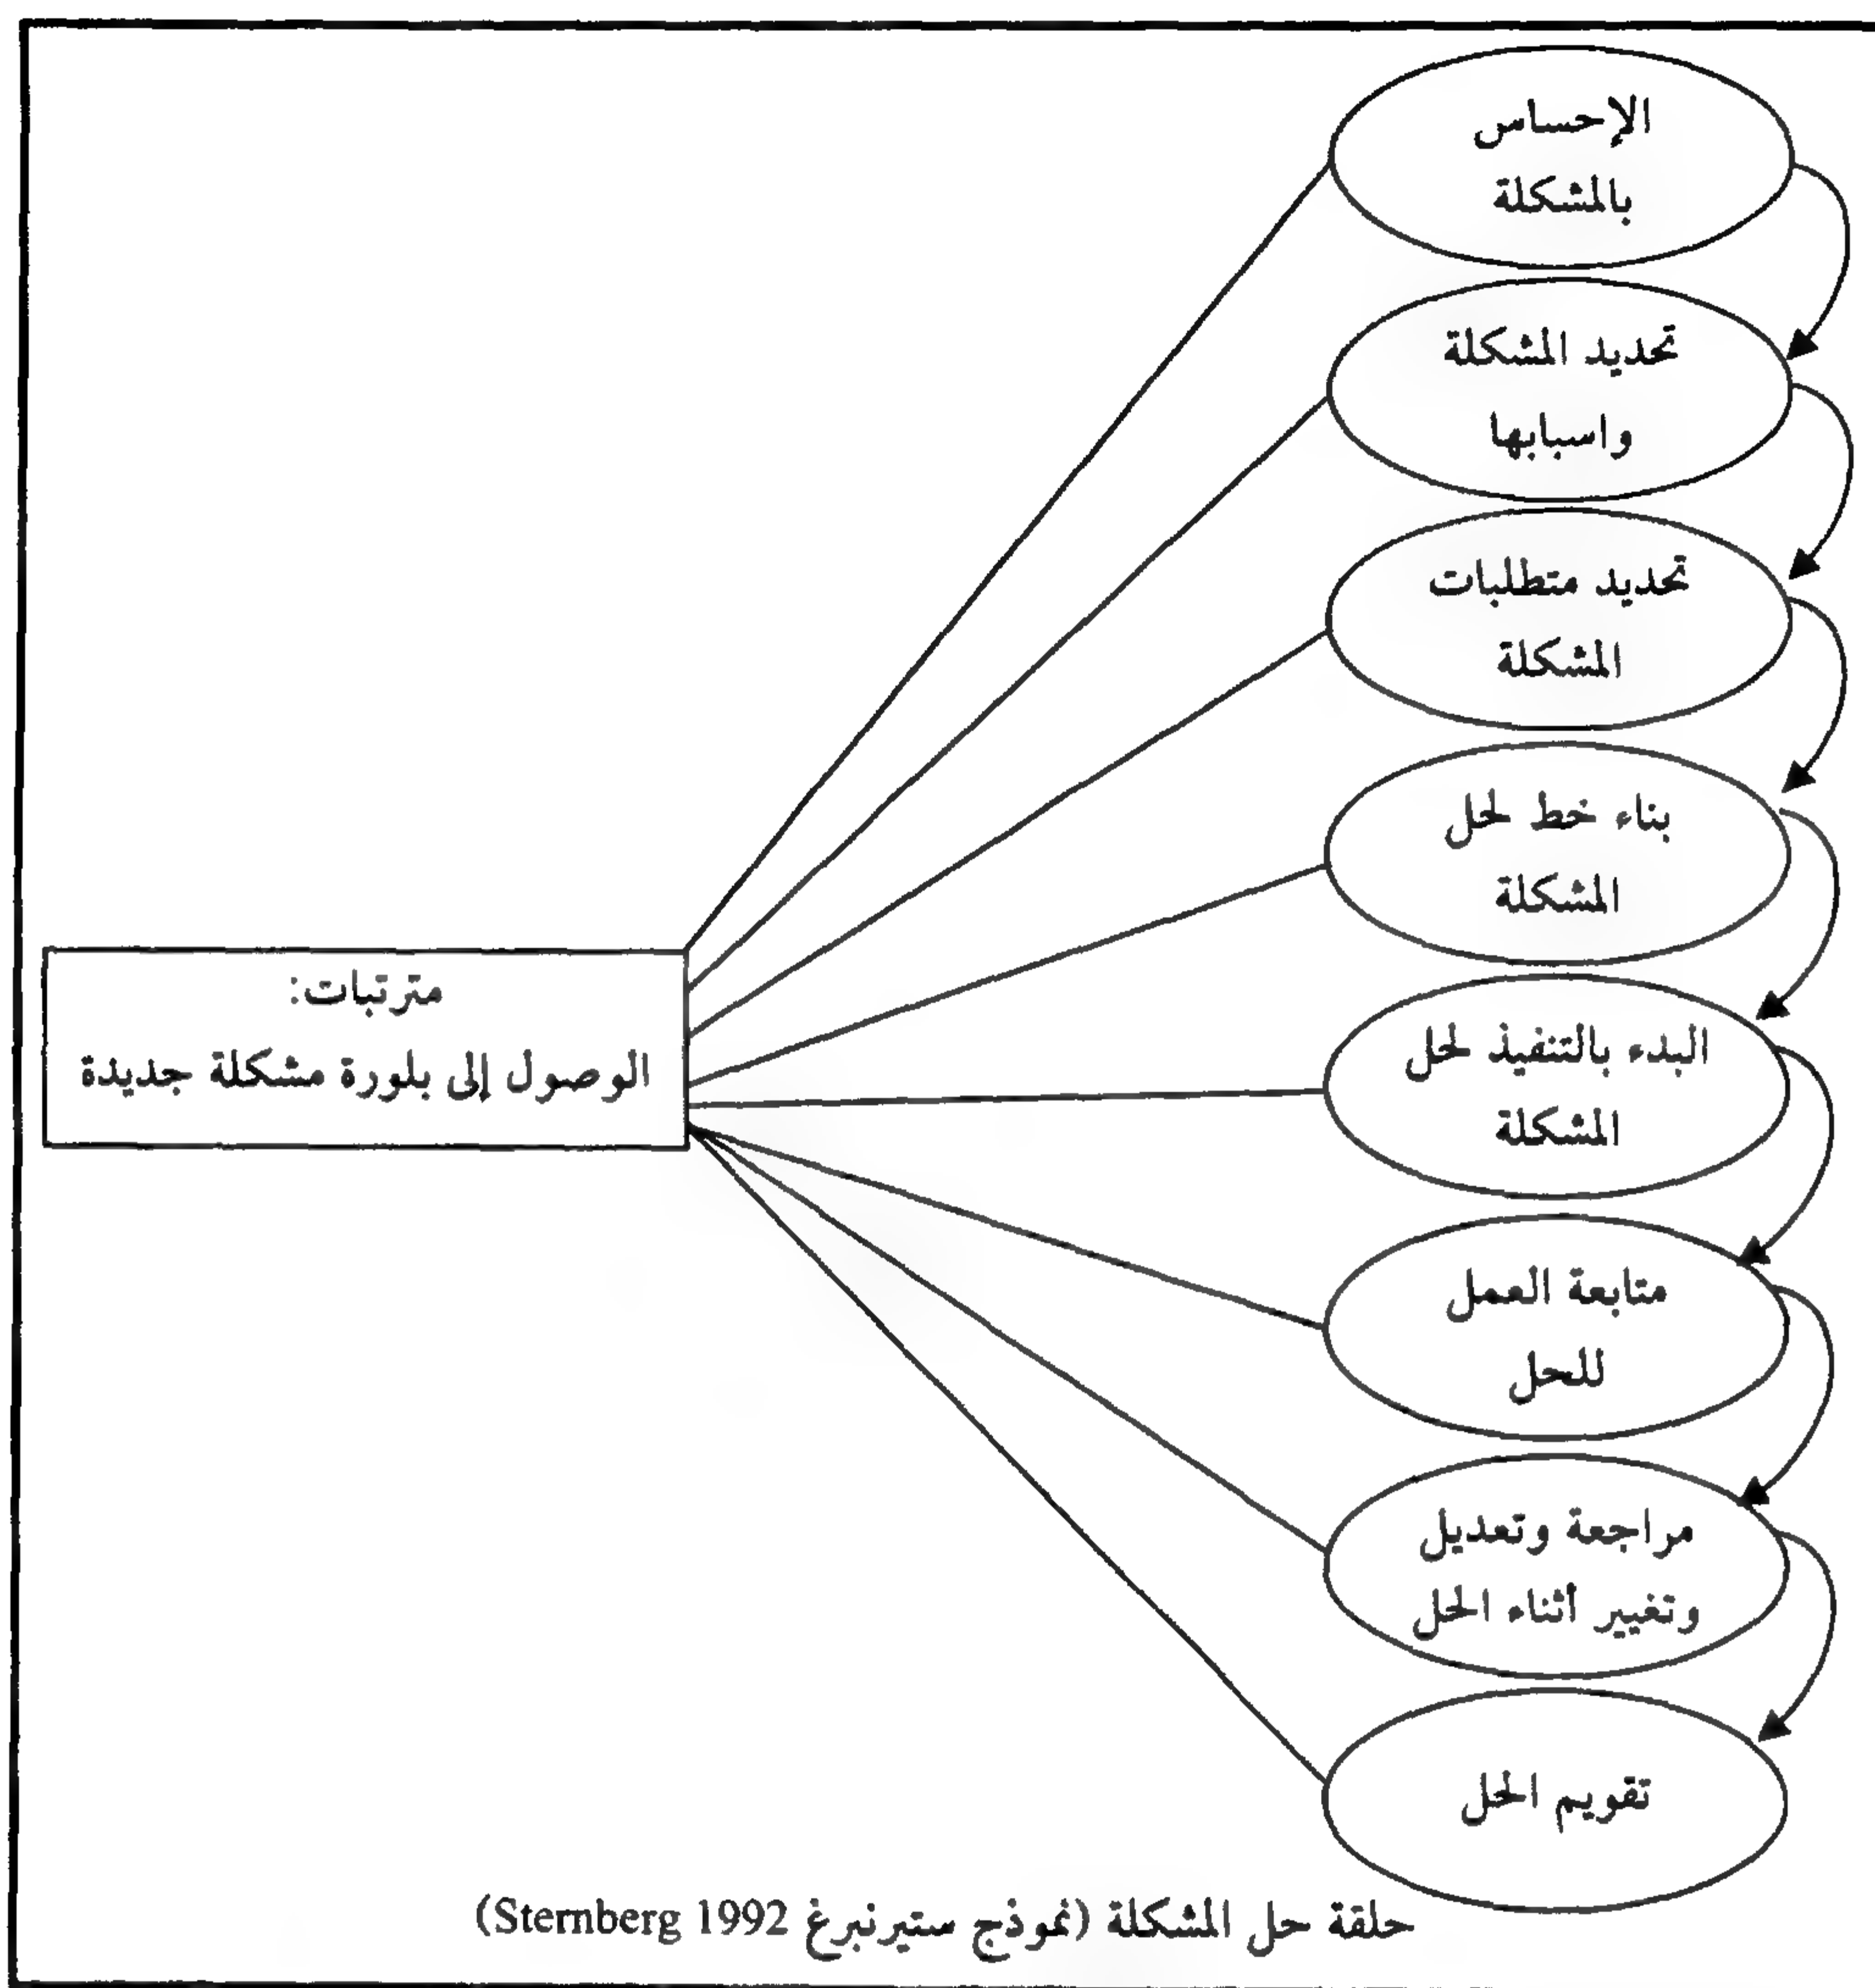 الإحساس
بالمشكلة
تحديد المشكلة
واسبابها
تحديد متطلبات
المشكلة
بناء خط لحل
المشكلة
مترتبات:
الوصول إلى بلورة مشكلة جديدة
البدء بالتنفيذ لحل
المشكلة
متابعة العمل
للحل
مراجعة وتعديل
وتغيير أثناء الحل
تقويم الحل
حلقة حل المشكلة (نموذج ستيرنبرغ Sternberg 1992)